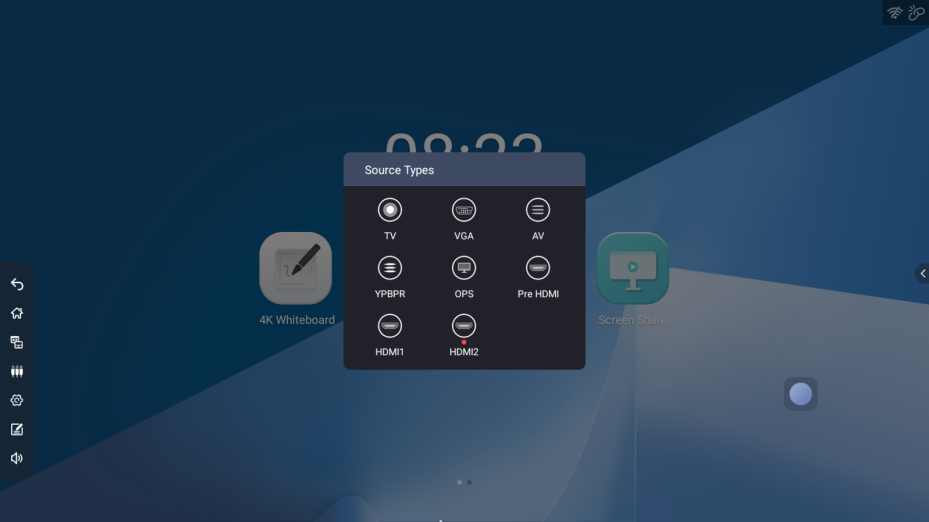 Source Types
TV
VGA
AV
YPBPR
OPS
Pre HDMI
HDMI1
HDMI2
4K Whiteboard
Screen Share